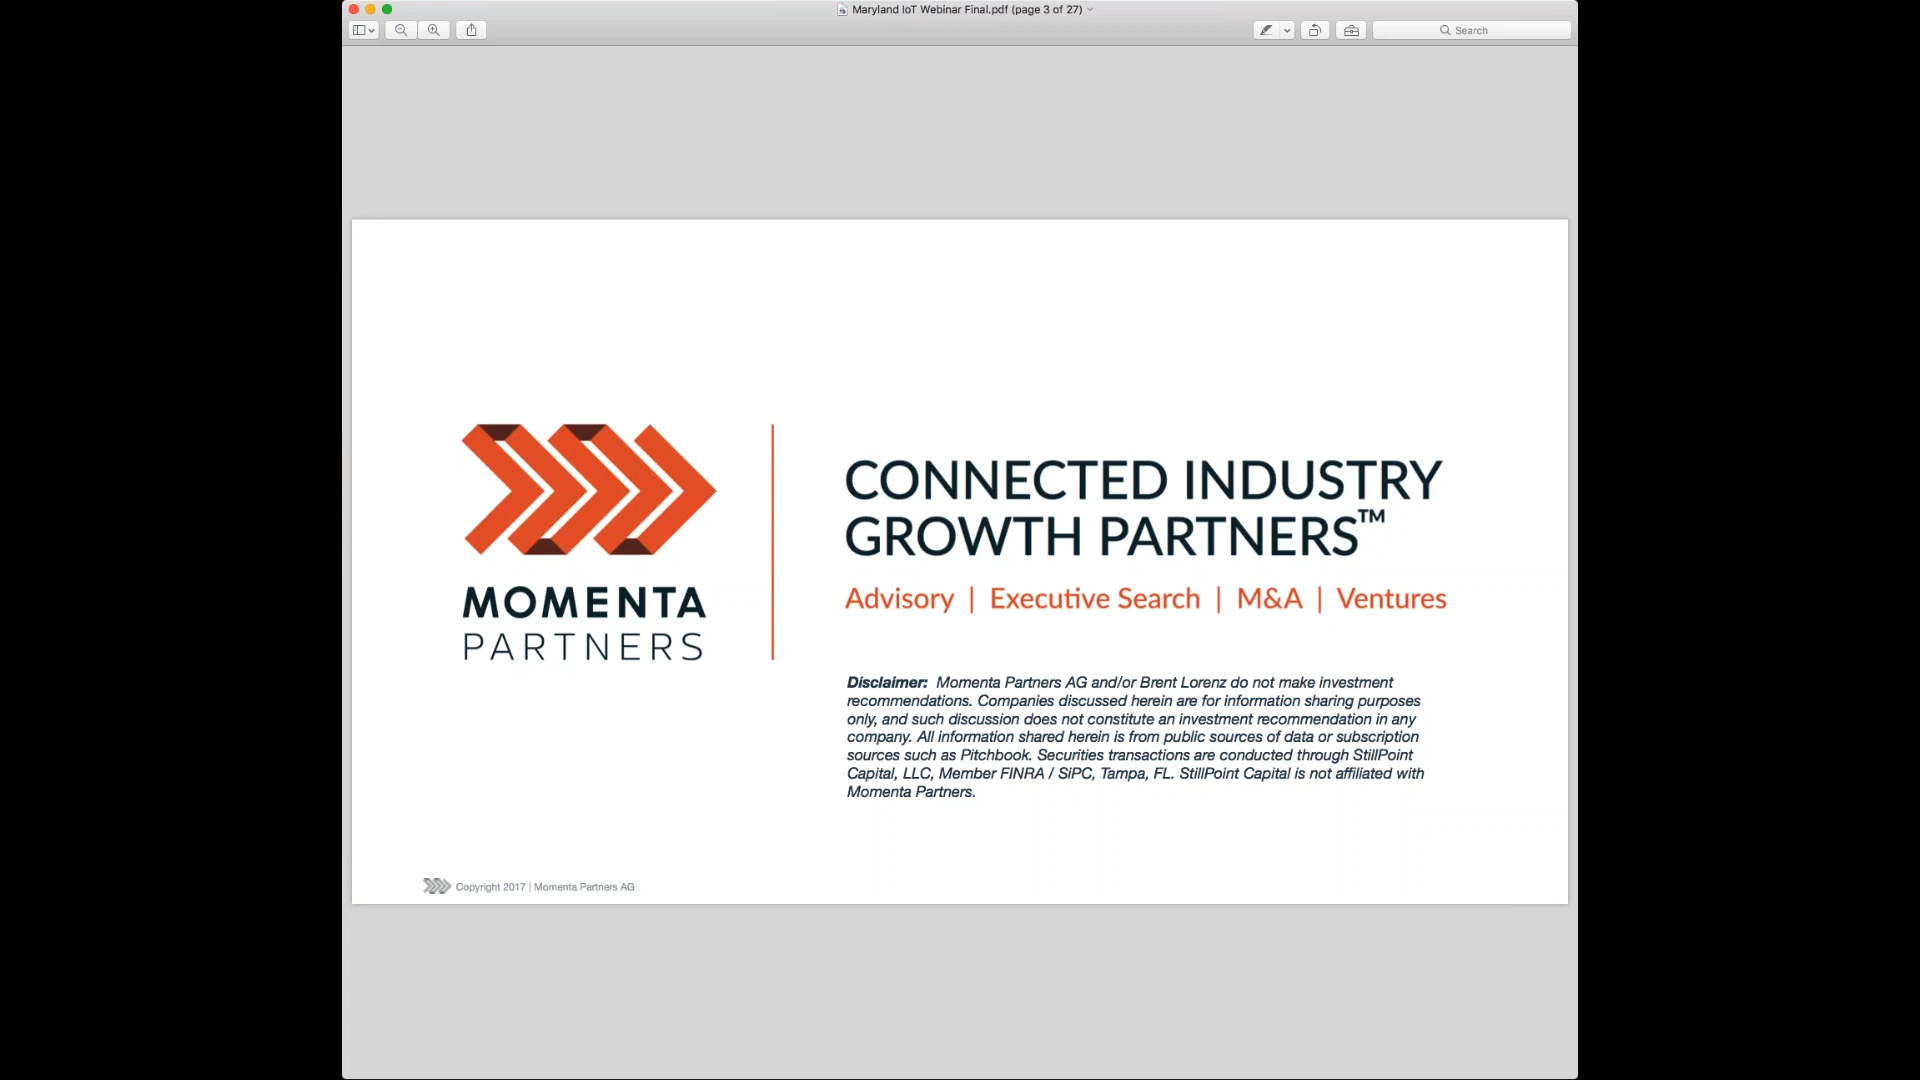 Maryland IoT Webinar Final.pdf (page 3 of 27)
Search
MOMENTA
PARTNERS
CONNECTED INDUSTRY
GROWTH PARTNERS™
Advisory | Executive Search | M&A | Ventures
Disclaimer: Momenta Partners AG and/or Brent Lorenz do not make investment
recommendations. Companies discussed herein are for information sharing purposes
only, and such discussion does not constitute an investment recommendation in any
company. All information shared herein is from public sources of data or subscription
sources such as Pitchbook. Securities transactions are conducted through StillPoint
Capital, LLC, Member FINRA / SiPC, Tampa, FL. StillPoint Capital is not affiliated with
Momenta Partners.
Copyright 2017 | Momenta Partners AG